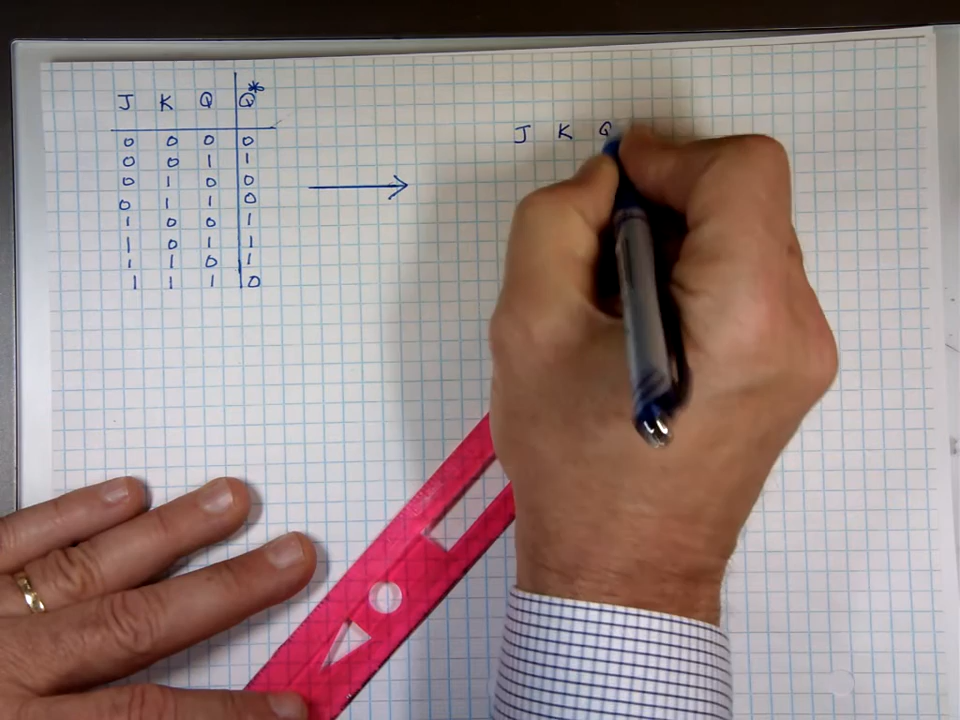 J K Q Q*
0 0 0 0
0 0 1 1
0 1 0 0
0 1 1 0
1 0 0 1
1 0 1 1
1 1 0 1
1 1 1 0
J K Q